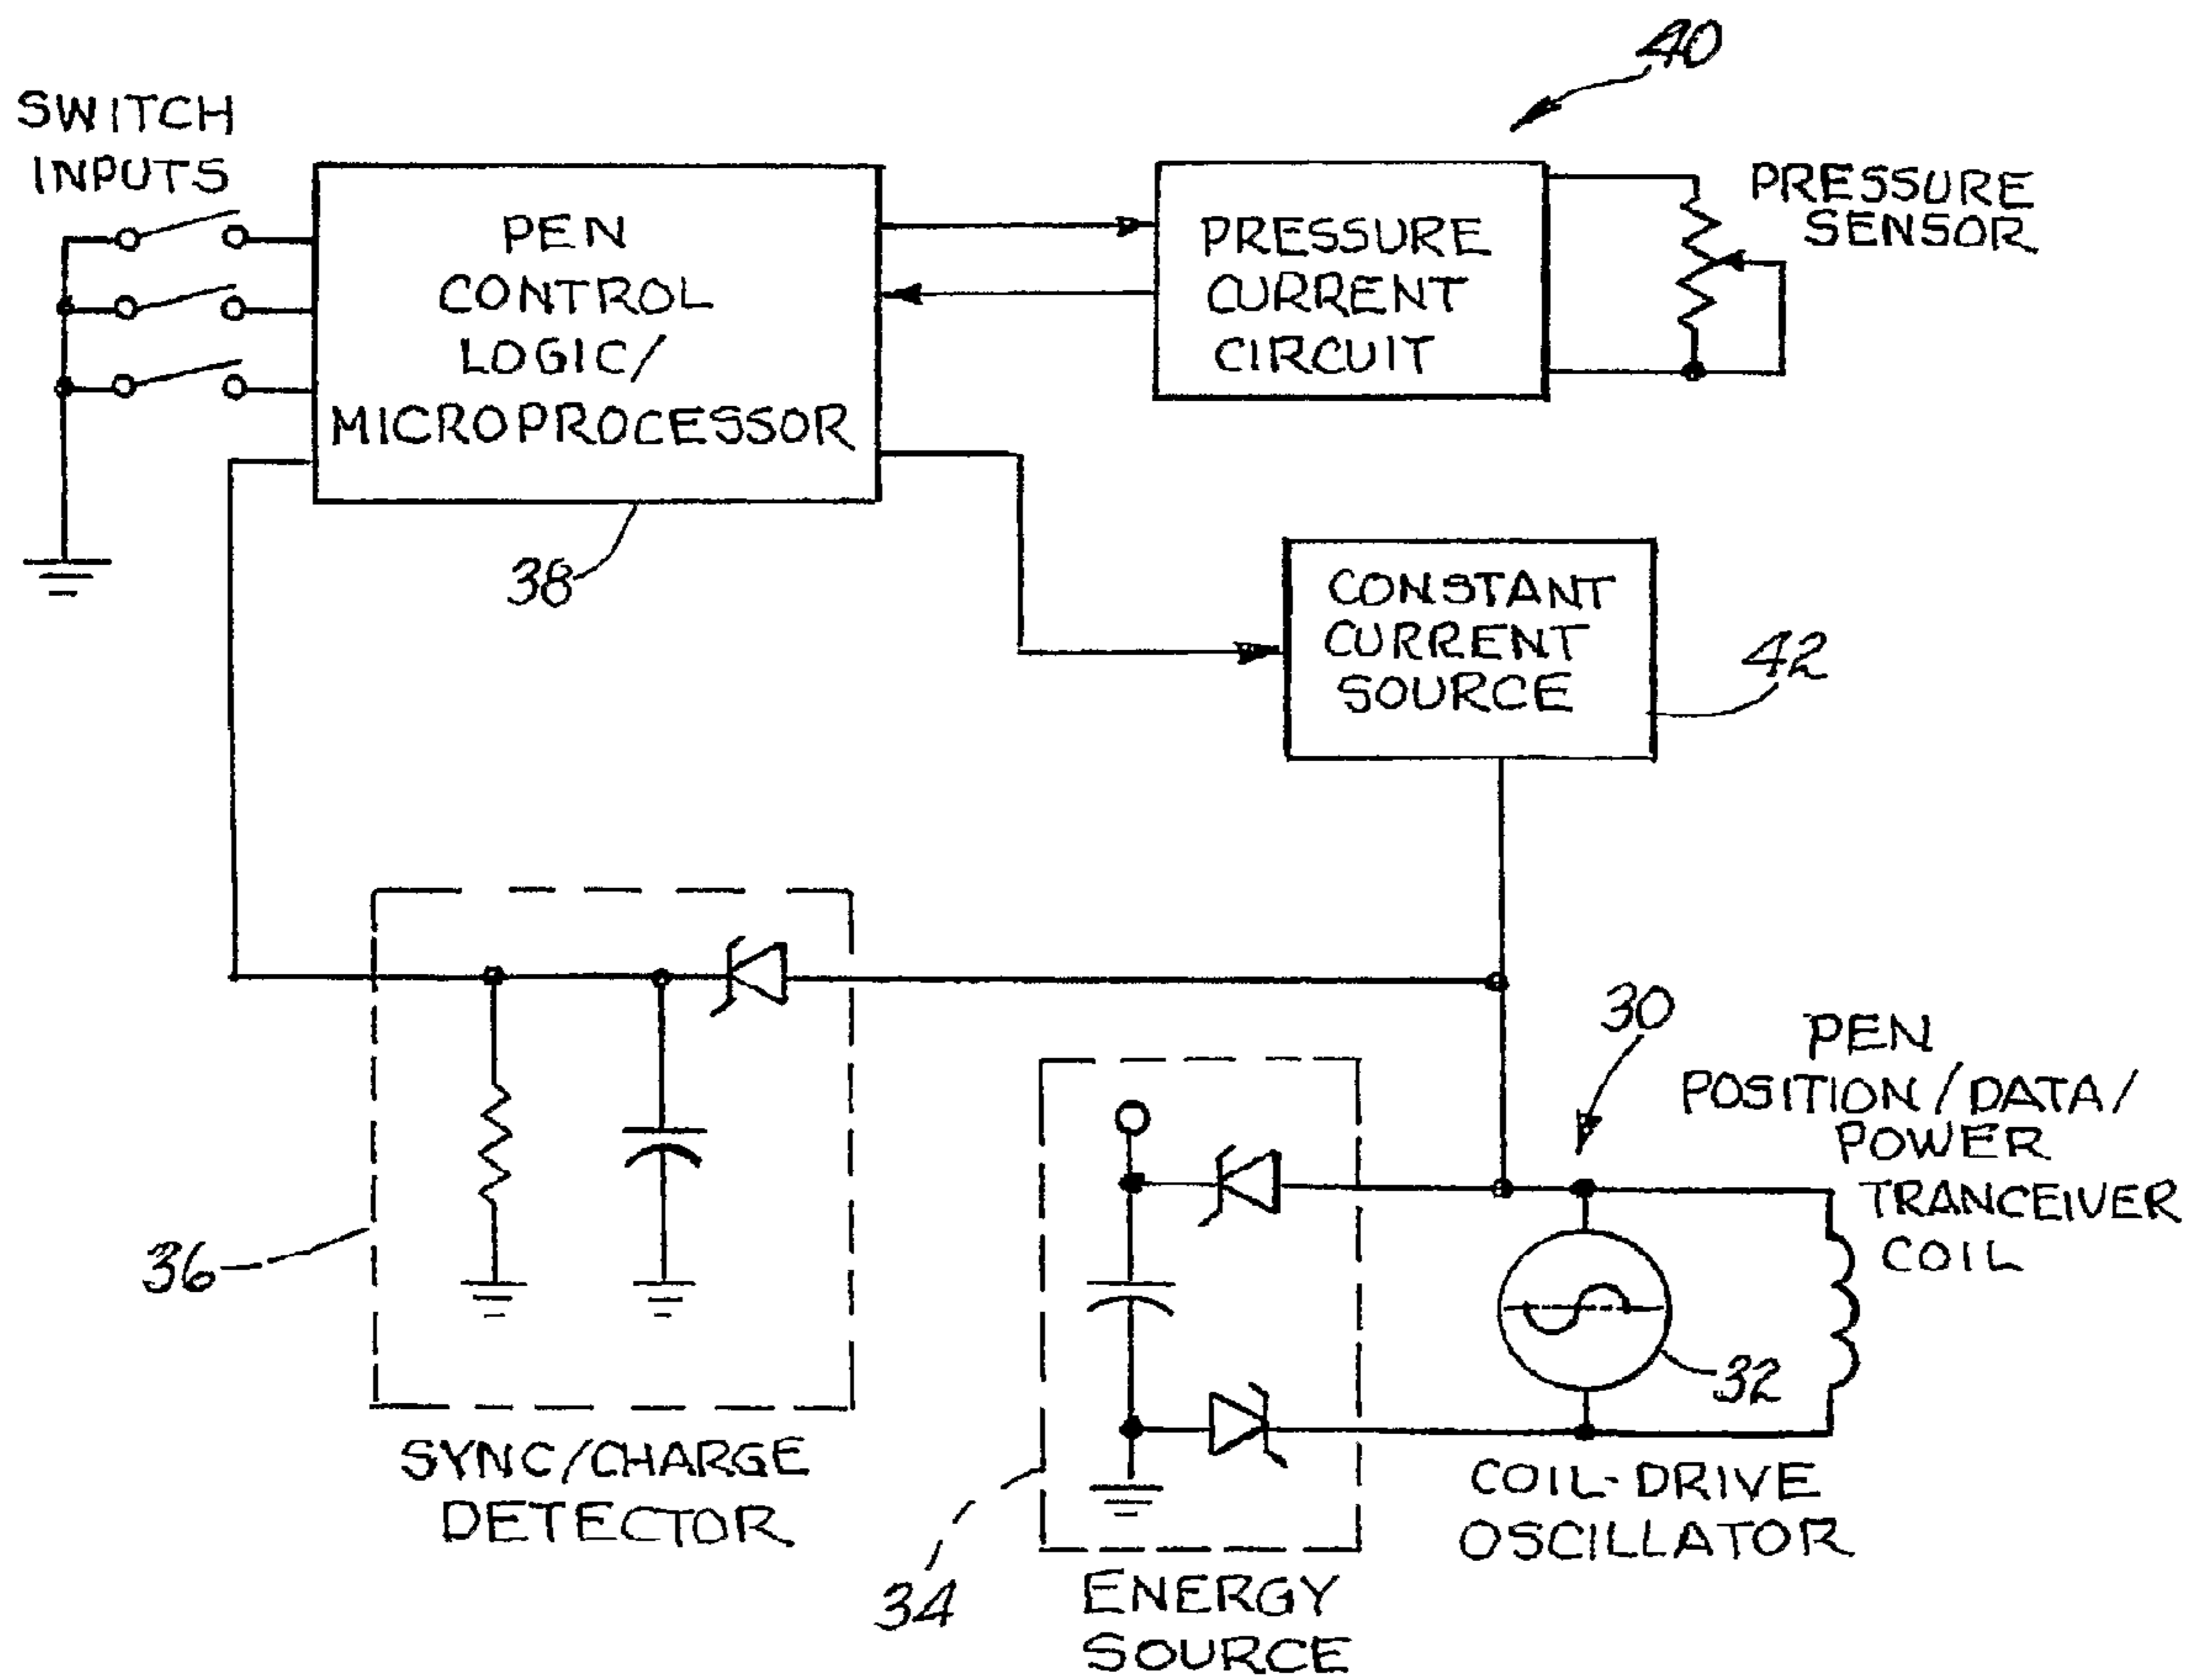 40
SWITCH
INPUTS
PEN
CONTROL
LOGIC/
MICROPROCESSOR
PRESSURE
CURRENT
CIRCUIT
PRESSURE
SENSOR
38
CONSTANT
CURRENT
SOURCE
42
30
PEN
POSITION/DATA/
POWER
TRANCEIVER
COIL
36
32
SYNC/CHARGE
DETECTOR
COIL-DRIVE
OSCILLATOR
34
ENERGY
SOURCE